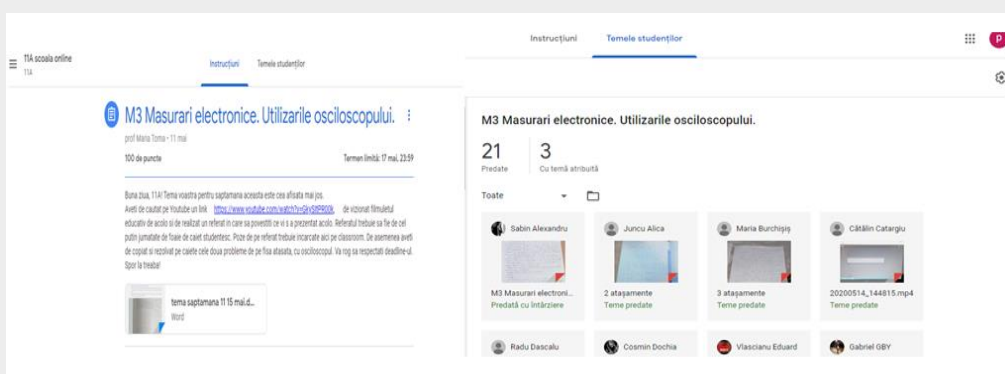 11A scoala online
11A
Instrucțiuni
Temele studenților
M3 Masurari electronice. Utilizarile osciloscopului.
prof Maria Toma • 11 mai
100 de puncte
Termen limită: 17 mai, 23:59
Buna ziua, 11A! Tema voastra pentru saptamana aceasta este cea afisata mai jos.
Aveti de cautat pe Youtube un link de vizionat filmuletul
educativ de acolo si de realizat un referat in care sa povestiti ce vi s a prezentat acolo. Referatul trebuie sa fie de cel
putin jumatate de foaie de caiet studentesc. Poze de pe referat trebuie incarcate aici pe classroom. De asemenea aveti
de copiat si rezolvat pe caiete cele doua probleme de pe fisa atasata, cu osciloscopul. Va rog sa respectati deadline-ul.
Spor la treaba!
tema saptamana 11 15 mai.d...
Word
Instrucțiuni
Temele studenților
P
M3 Masurari electronice. Utilizarile osciloscopului.
21
Predate
3
Cu temă atribuită
Toate
Sabin Alexandru
M3 Masurari electroni...
Predată cu întârziere
Juncu Alica
2 atașamente
Teme predate
Maria Burchișiș
3 atașamente
Teme predate
Cătălin Catargiu
20200514_144815.mp4
Teme predate
Radu Dascalu
Cosmin Dochia
Vlascianu Eduard
Gabriel GBY